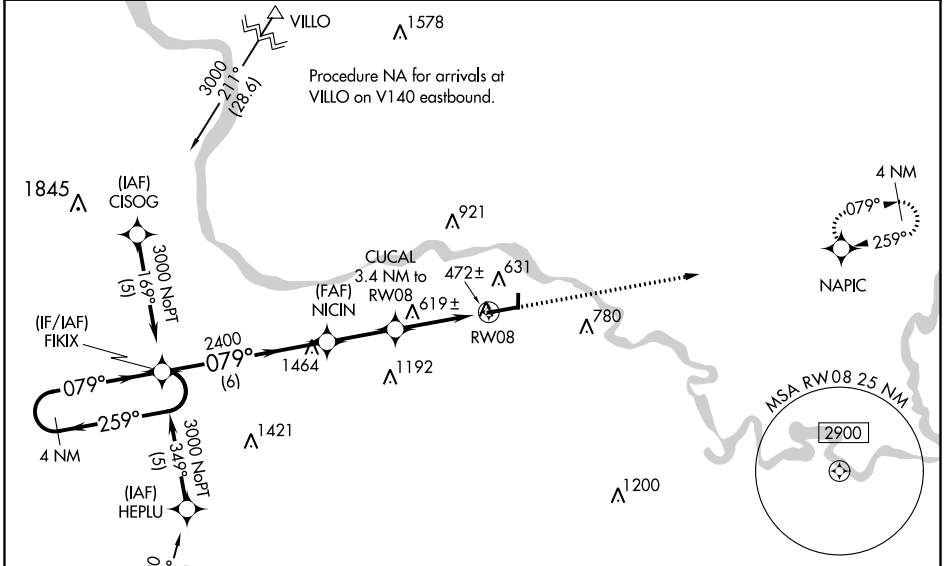 VILLO
1578
3000
211°
(28.6)
Procedure NA for arrivals at
VILLO on V140 eastbound.
1845
(IAF)
CISOG
3000 NoPT
169°
(5)
4 NM
079°
259°
NAPIC
921
CUCAL
3.4 NM to
RW08
472±
631
(FAF)
NICIN
619±
RW08
780
(IF/IAF)
FIKIX
2400
079°
(6)
1464
1192
079°
259°
4 NM
1421
3000 NoPT
349°
(5)
(IAF)
HEPLU
1200
MSA RW08 25 NM
2900